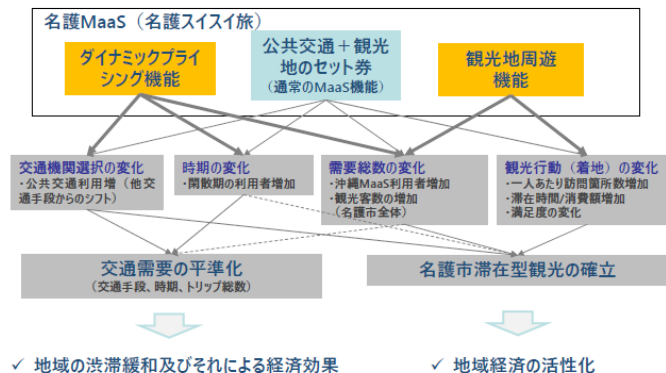 名護MaaS（名護スイスイ旅）
ダイナミックプライ
シング機能
公共交通＋観光
地のセット券
（通常のMaaS機能）
観光地周遊
機能
交通機関選択の変化
・公共交通利用増（他交
通手段からのシフト）
時期の変化
・閑散期の利用者増加
需要総数の変化
・沖縄MaaS利用者増加
・観光客数の増加
（名護市全体）
観光行動（着地）の変化
・一人あたり訪問箇所数増加
・滞在時間/消費額増加
・満足度の変化
交通需要の平準化
（交通手段、時期、トリップ総数）
名護市滞在型観光の確立
✓ 地域の渋滞緩和及びそれによる経済効果
✓ 地域経済の活性化